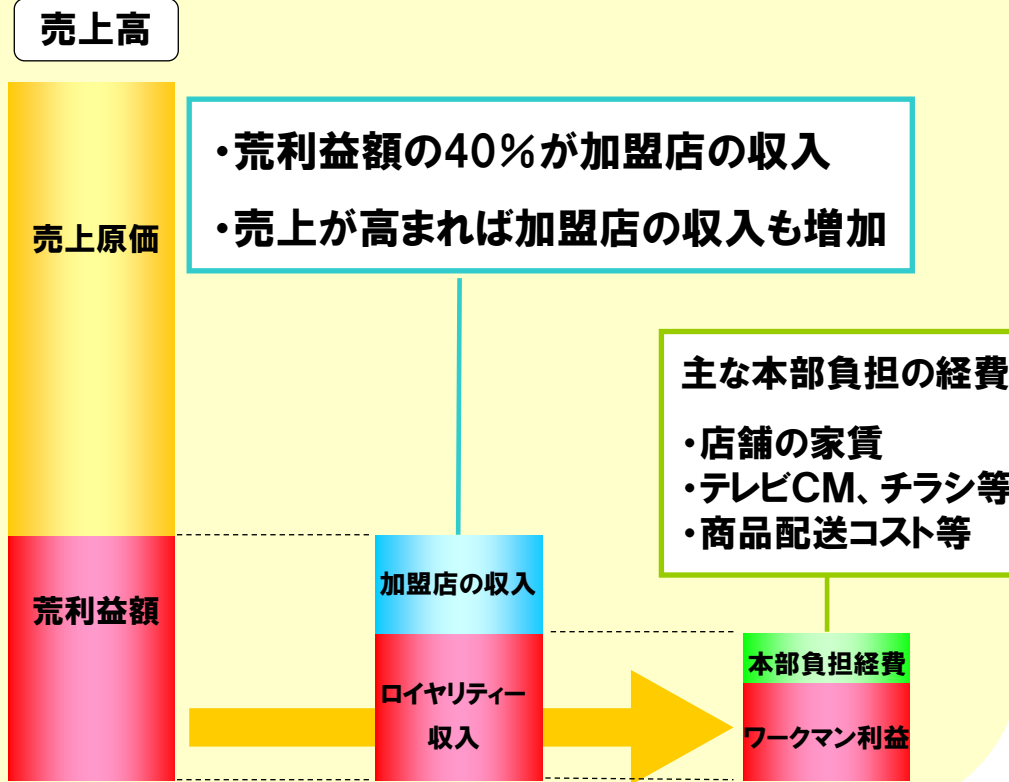 売上高
・荒利益額の40%が加盟店の収入
・売上が高まれば加盟店の収入も増加
売上原価
主な本部負担の経費
・店舗の家賃
・テレビCM、チラシ等
・商品配送コスト等
加盟店の収入
荒利益額
本部負担経費
ロイヤリティー
収入
ワークマン利益